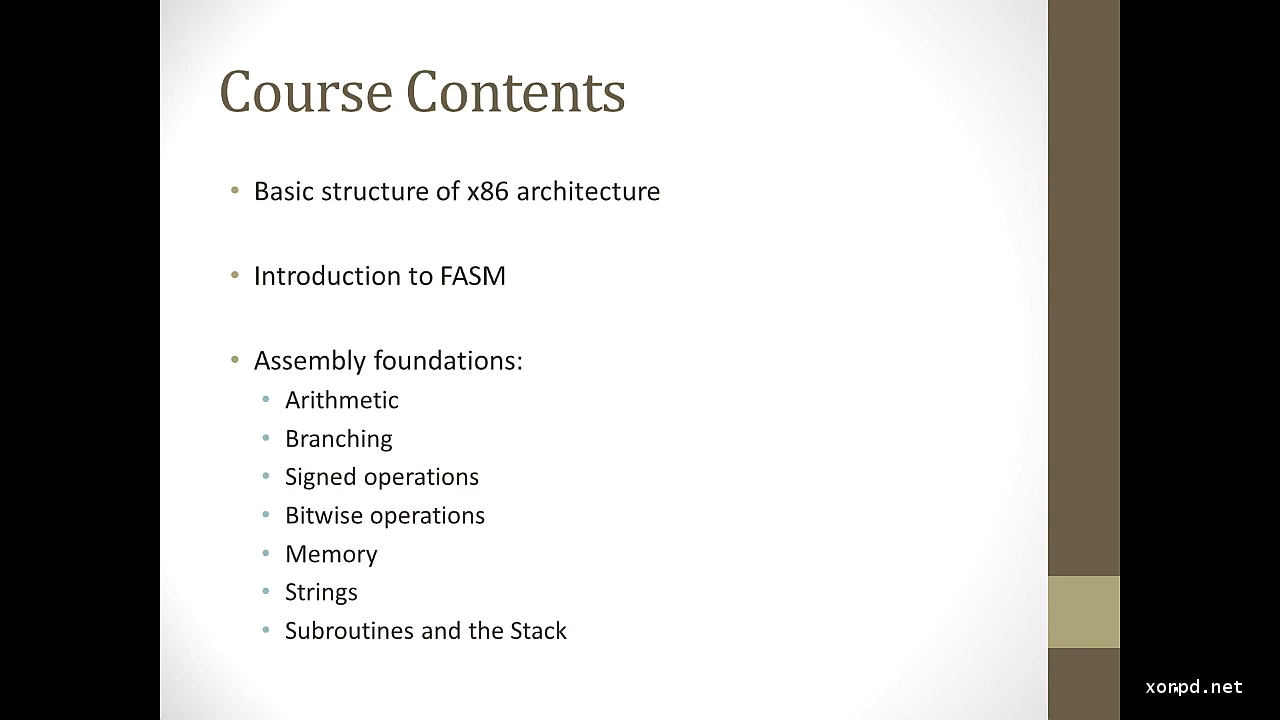 Course Contents
• Basic structure of x86 architecture
• Introduction to FASM
• Assembly foundations:
• Arithmetic
• Branching
• Signed operations
• Bitwise operations
• Memory
• Strings
• Subroutines and the Stack
xorpd.net